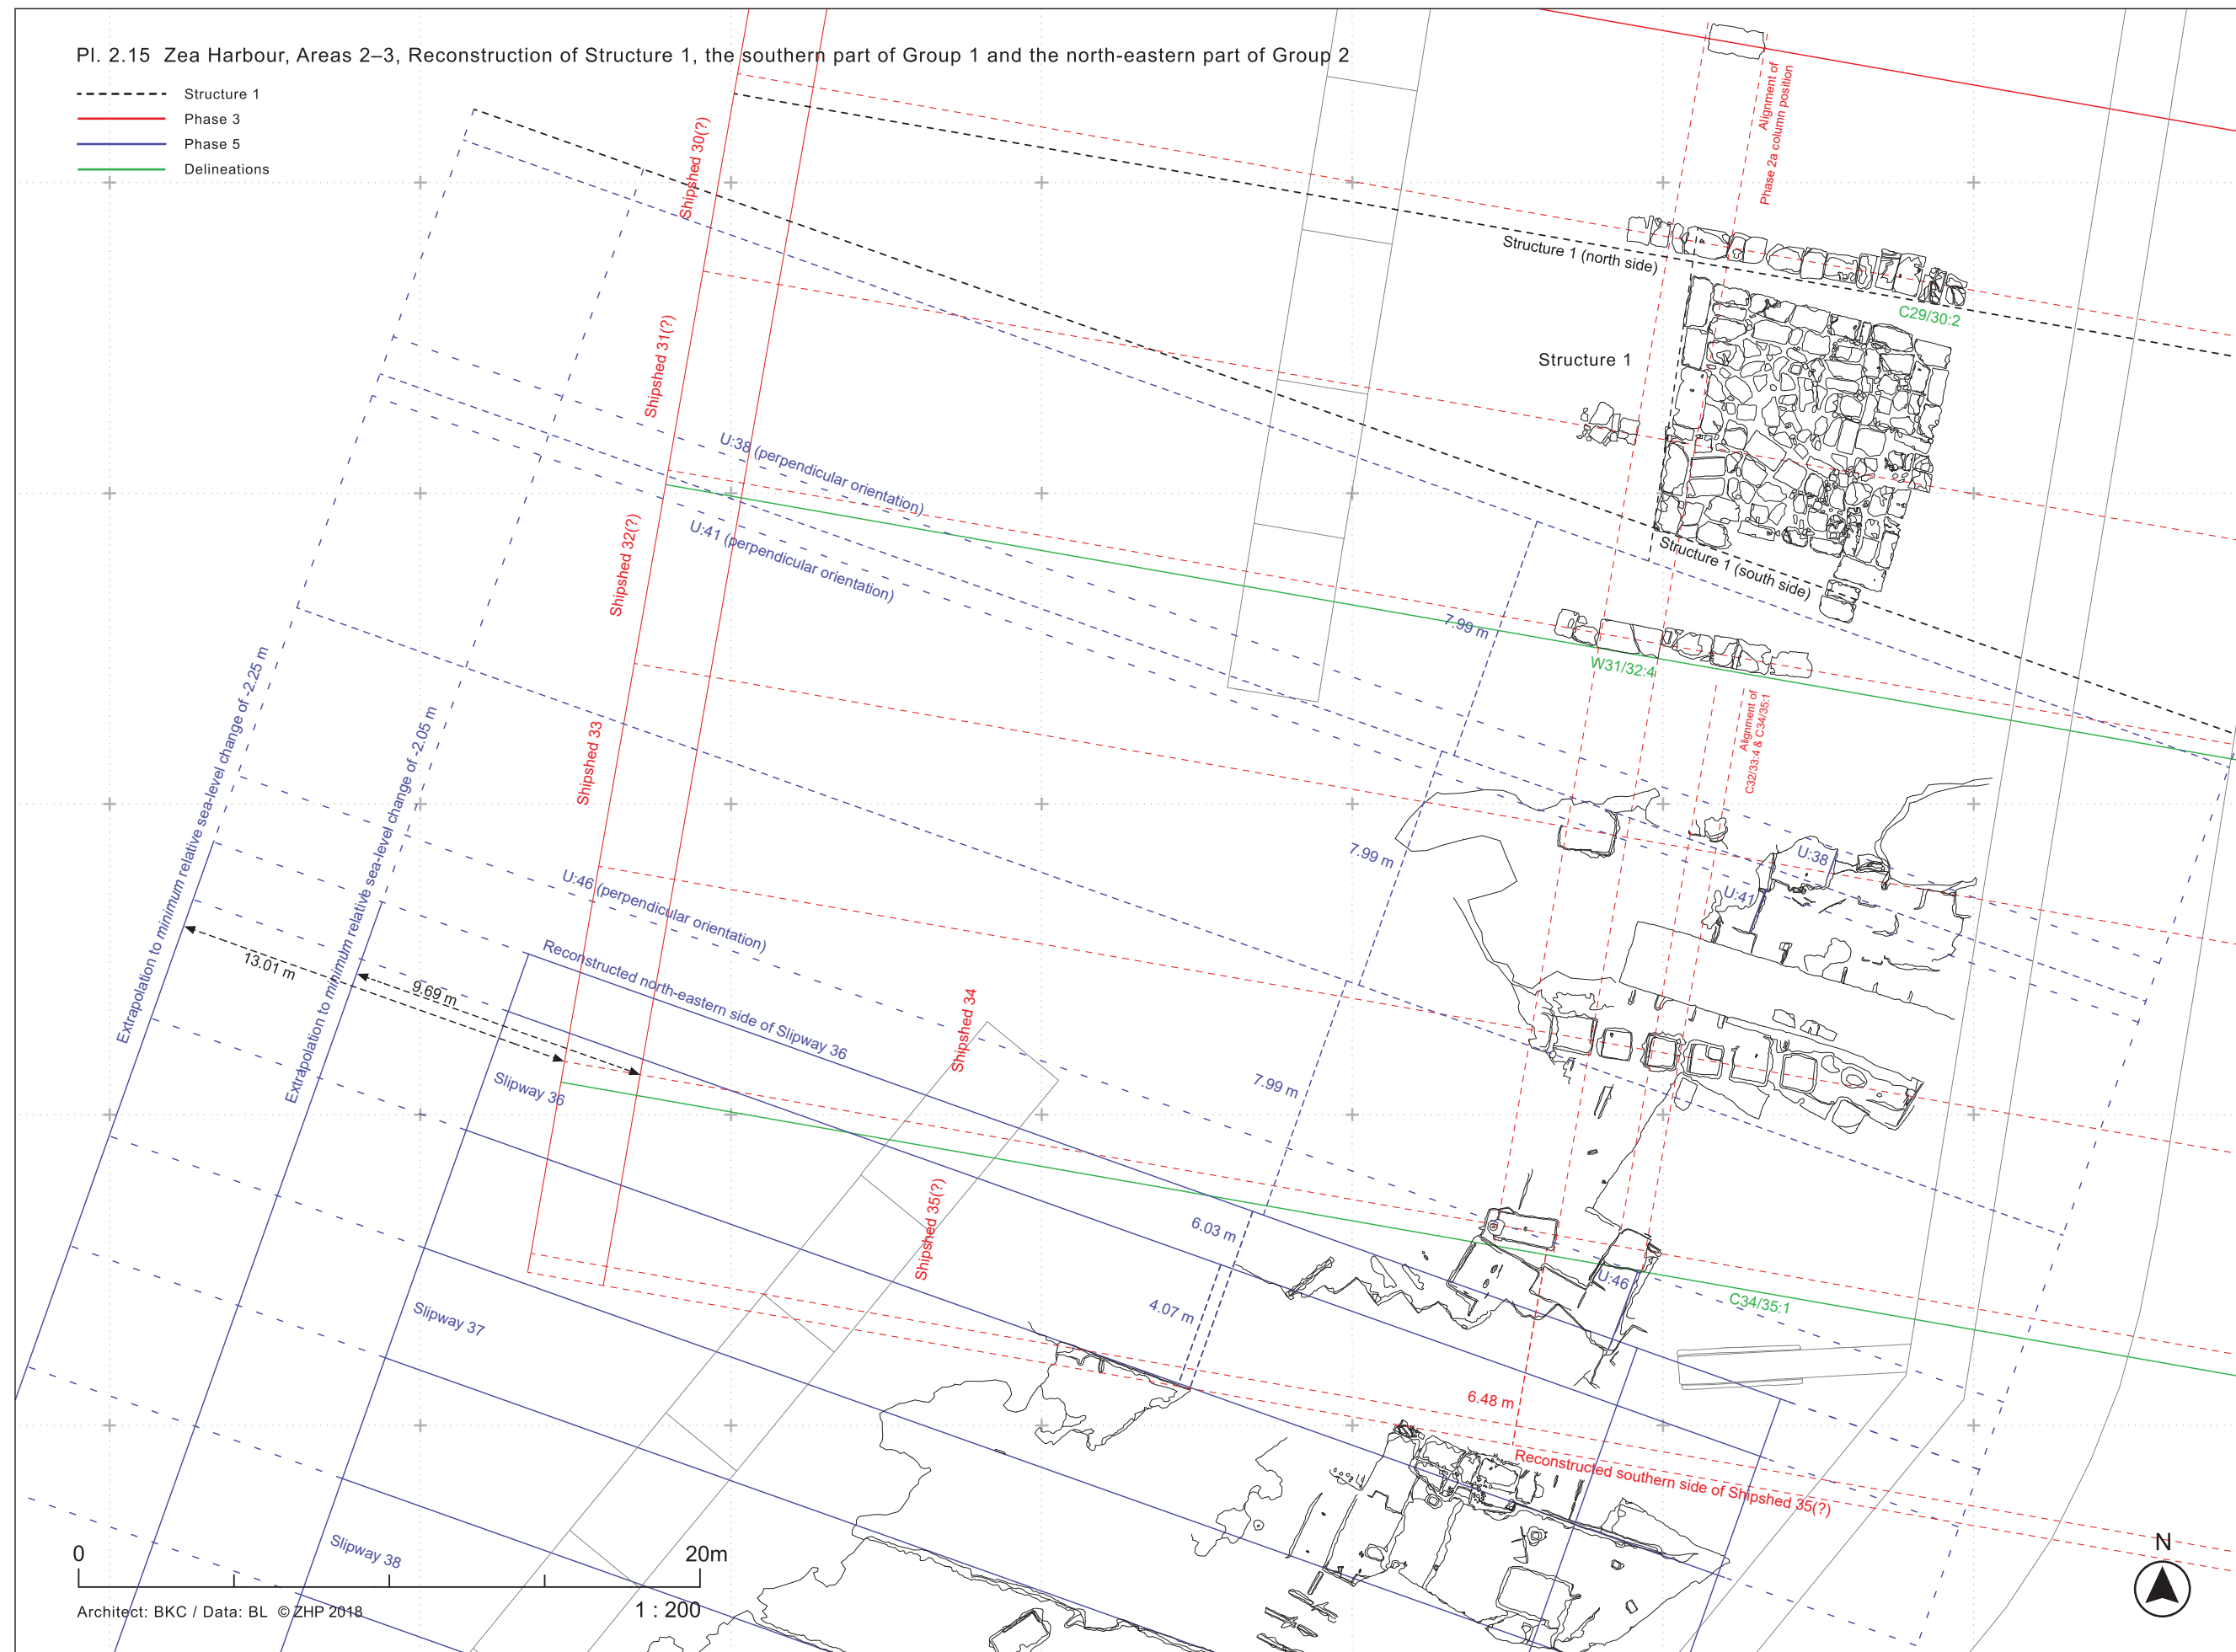 Pl. 2.15  Zea Harbour, Areas 2–3, Reconstruction of Structure 1, the southern part of Group 1 and the north-eastern part of Group 2
Structure 1
Phase 3
Phase 5
Delineations
Shipshed 30(?)
Alignment of
Phase 2a column position
Structure 1 (north side)
C29/30:2
Structure 1
Shipshed 31(?)
U:38 (perpendicular orientation)
U:41 (perpendicular orientation)
Shipshed 32(?)
Structure 1 (south side)
7.99 m
W31/32:4
Alignment of
C32/33:4 & C34/35:1
Shipshed 33
Extrapolation to minimum relative sea-level change of -2.25 m
Extrapolation to minimum relative sea-level change of -2.05 m
7.99 m
U:38
U:41
U:46 (perpendicular orientation)
Reconstructed north-eastern side of Slipway 36
13.01 m
9.69 m
Shipshed 34
7.99 m
Slipway 36
Shipshed 35(?)
6.03 m
4.07 m
U:46
C34/35:1
Slipway 37
6.48 m
Reconstructed southern side of Shipshed 35(?)
Slipway 38
0
20m
Architect: BKC / Data: BL  © ZHP 2018
1 : 200
N